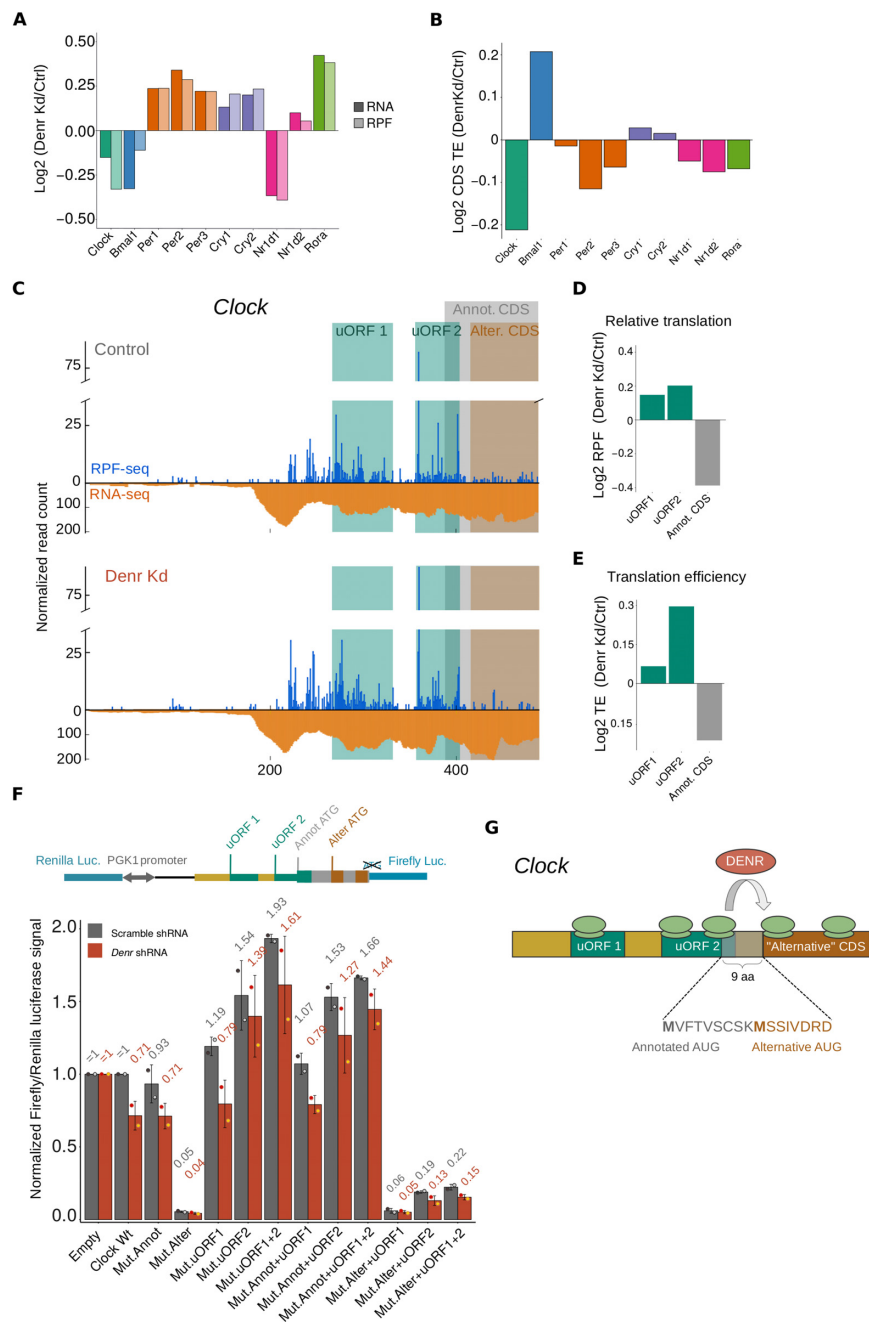 A
0.50
0.25
0.00
−0.25
−0.50
Log2 (Denr Kd/Ctrl)
RNA
RPF
Clock
Bmal1
Per1
Per2
Per3
Cry1
Cry2
Nr1d1
Nr1d2
Rora
B
0.2
0.1
0
−0.1
−0.2
Log2 CDS TE (DenrKd/Ctrl)
Clock
Bmal1
Per1
Per2
Per3
Cry1
Cry2
Nr1d1
Nr1d2
Rora
C
Clock
Annot. CDS
uORF 1
uORF 2
Alter. CDS
Control
75
25
RPF-seq
0
RNA-seq
100
200
Normalized read count
Denr Kd
75
25
0
100
200
200
400
D
Relative translation
0.4
0.2
0
−0.2
−0.4
Log2 RPF (Denr Kd/Ctrl)
uORF1
uORF2
Annot. CDS
E
Translation efficiency
0.3
0.15
0
0.15
Log2 TE (Denr Kd/Ctrl)
uORF1
uORF2
Annot. CDS
F
uORF 1
uORF 2
Annot ATG
Alter ATG
ATG
Renilla Luc.
PGK1 promoter
Firefly Luc.
Scramble shRNA
Denr shRNA
Normalized Firefly/Renilla luciferase signal
2.0
1.5
1.0
0.5
0.0
=1
=1
=1
0.71
0.93
0.71
0.05
0.04
1.19
0.79
1.54
1.39
1.93
1.61
1.07
0.79
1.53
1.27
1.66
1.44
0.06
0.05
0.19
0.13
0.22
0.15
Empty
Clock Wt
Mut.Annot
Mut.Alter
Mut.uORF1
Mut.uORF2
Mut.uORF1+2
Mut.Annot+uORF1
Mut.Annot+uORF2
Mut.Annot+uORF1+2
Mut.Alter+uORF1
Mut.Alter+uORF2
Mut.Alter+uORF1+2
G
Clock
DENR
uORF 1
uORF 2
"Alternative" CDS
9 aa
MVFTVSCSKMSSIVDRD
Annotated AUG
Alternative AUG